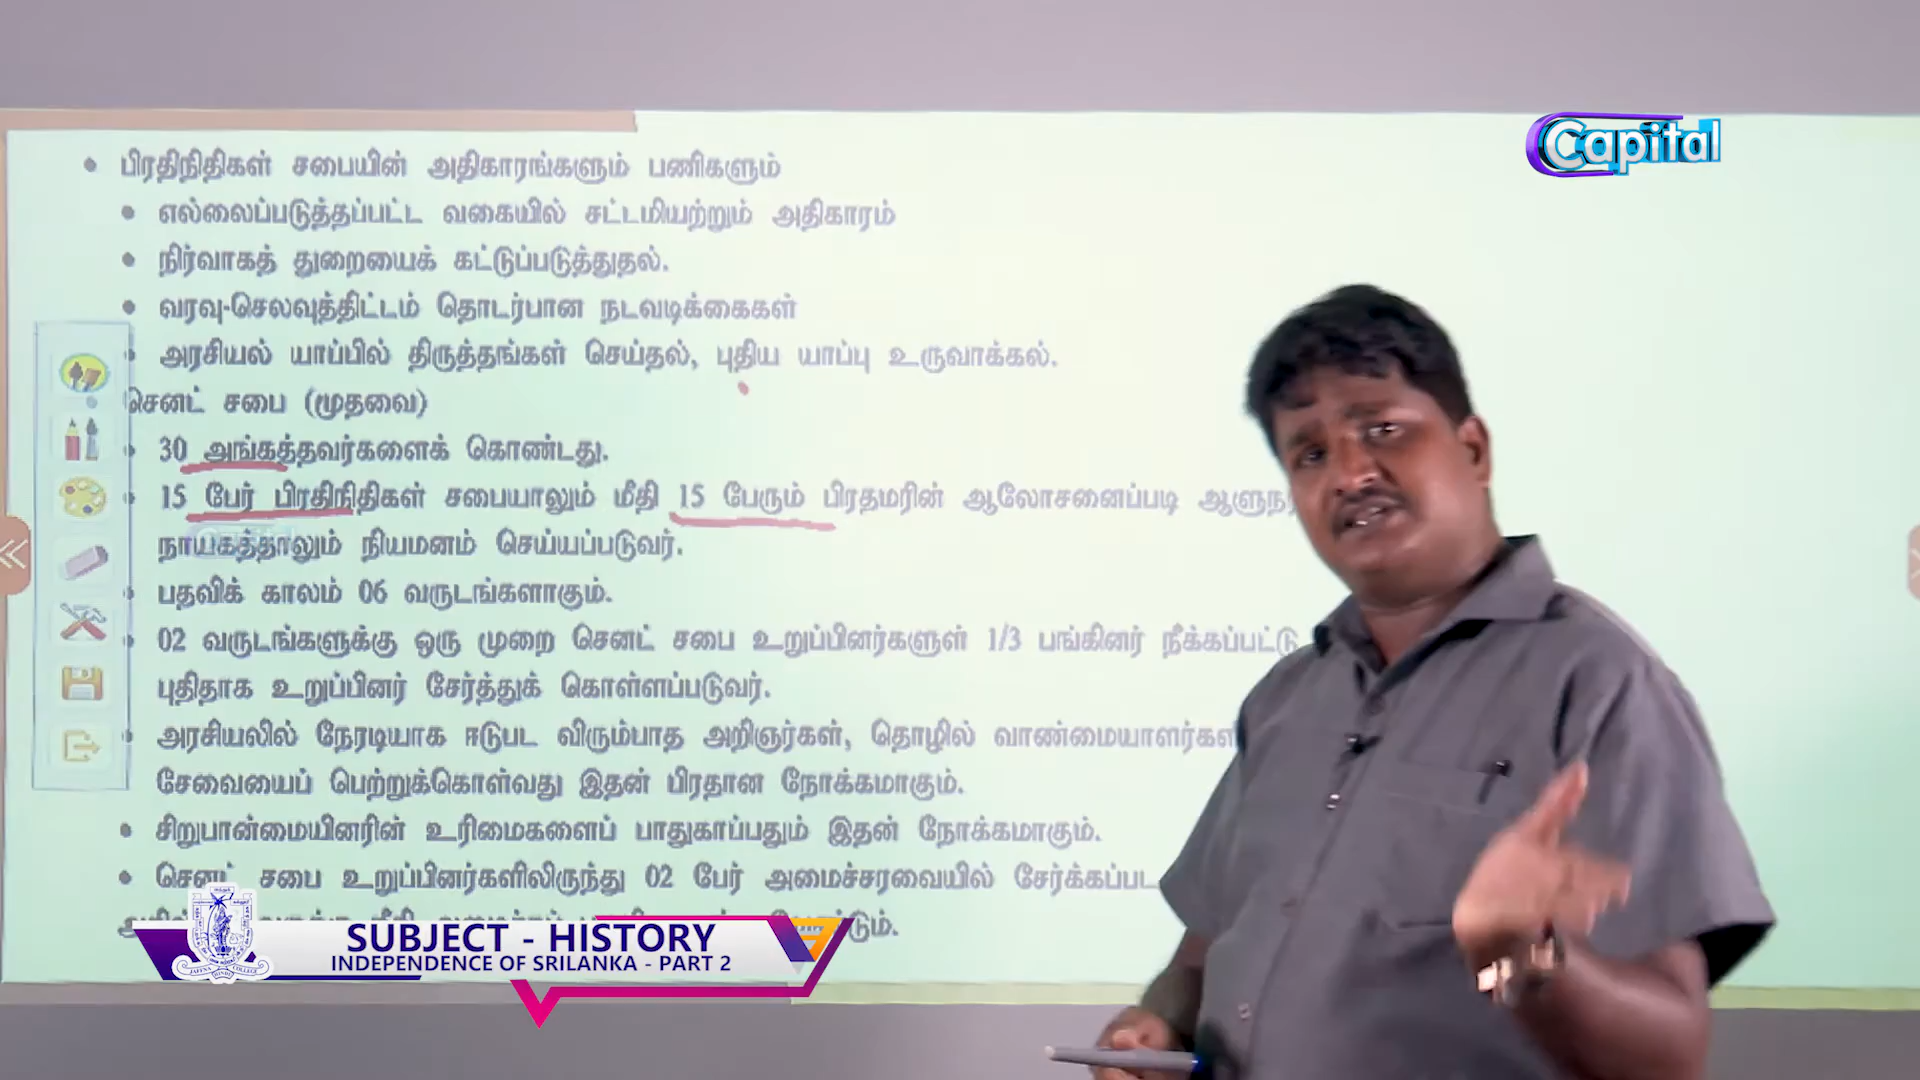 பிரதிநிதிகள் சபையின் அதிகாரங்களும் பணிகளும்
எல்லைப்படுத்தப்பட்ட வகையில் சட்டமியற்றும் அதிகாரம்
நிர்வாகத் துறையைக் கட்டுப்படுத்துதல்.
வரவு-செலவுத்திட்டம் தொடர்பான நடவடிக்கைகள்
அரசியல் யாப்பில் திருத்தங்கள் செய்தல், புதிய யாப்பு உருவாக்கல்.
செனட் சபை (மூதவை)
30 அங்கத்தவர்களைக் கொண்டது.
15 பேர் பிரதிநிதிகள் சபையாலும் மீதி 15 பேரும் பிரதமரின் ஆலோசனைப்படி
நாயகத்தாலும் நியமனம் செய்யப்படுவர்.
பதவிக் காலம் 06 வருடங்களாகும்.
02 வருடங்களுக்கு ஒரு முறை செனட் சபை உறுப்பினர்களுள் 1/3 பங்கினர் நீக்கப்பட்டு
புதிதாக உறுப்பினர் சேர்த்துக் கொள்ளப்படுவர்.
அரசியலில் நேரடியாக ஈடுபட விரும்பாத அறிஞர்கள், தொழில்
சேவையைப் பெற்றுக்கொள்வது இதன் பிரதான நோக்கமாகும்.
சிறுபான்மையினரின் உரிமைகளைப் பாதுகாப்பதும் இதன் நோக்கமாகும்.
செனட் சபை உறுப்பினர்களிலிருந்து 02 பேர் அமைச்சரவையில்
Capital
SUBJECT - HISTORY
INDEPENDENCE OF SRILANKA - PART 2